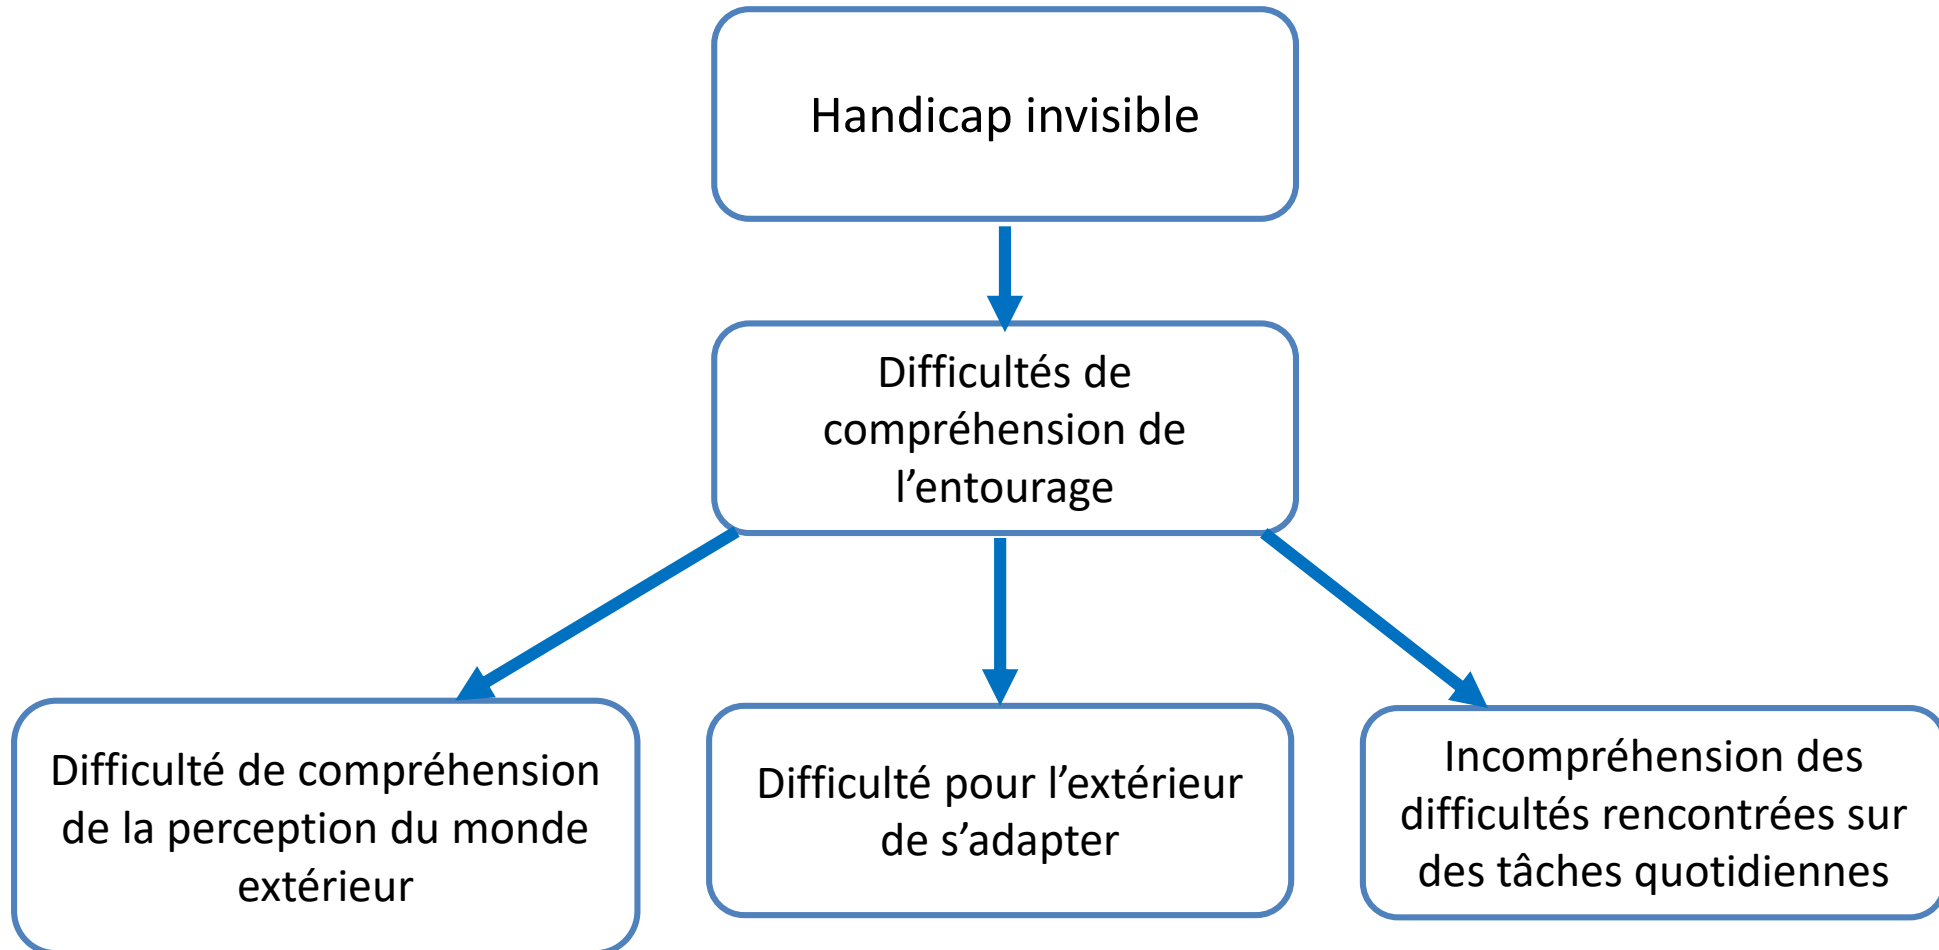 Handicap invisible
Difficultés de
compréhension de
l’entourage
Difficulté de compréhension
de la perception du monde
extérieur
Difficulté pour l’extérieur
de s’adapter
Incompréhension des
difficultés rencontrées sur
des tâches quotidiennes